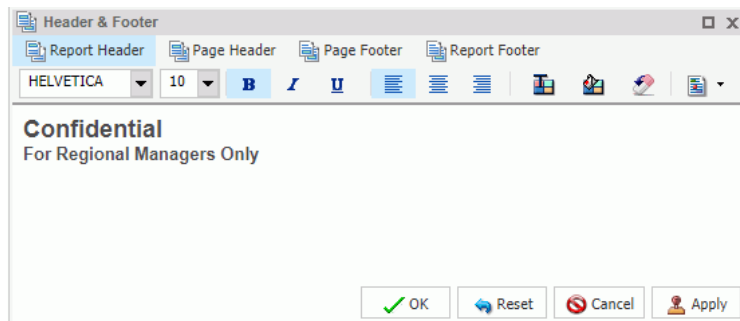 Header & Footer
Report Header Page Header Page Footer Report Footer
HELVETICA 10 B I U
Confidential
For Regional Managers Only
OK Reset Cancel Apply